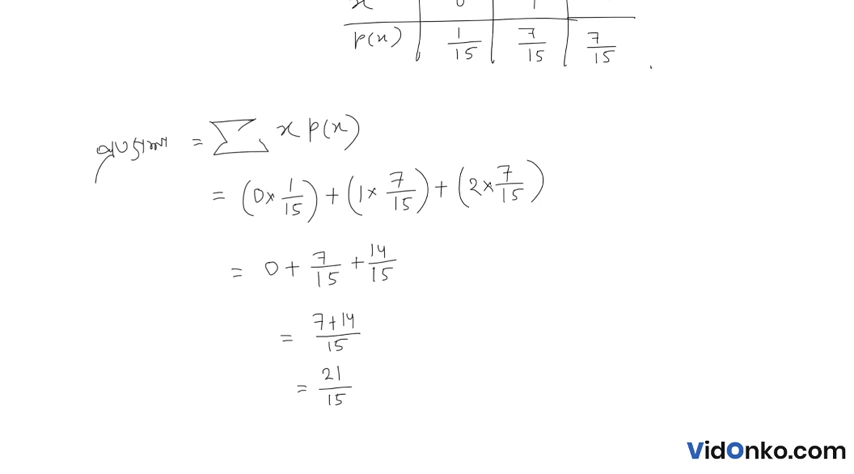 x | 0 | 1
P(x) | 1/15 | 7/15 | 7/15
= ∑ x P(x)
= (0×1/15) + (1×7/15) + (2×7/15)
= 0 + 7/15 + 14/15
= 7+14/15
= 21/15
VidOnko.com